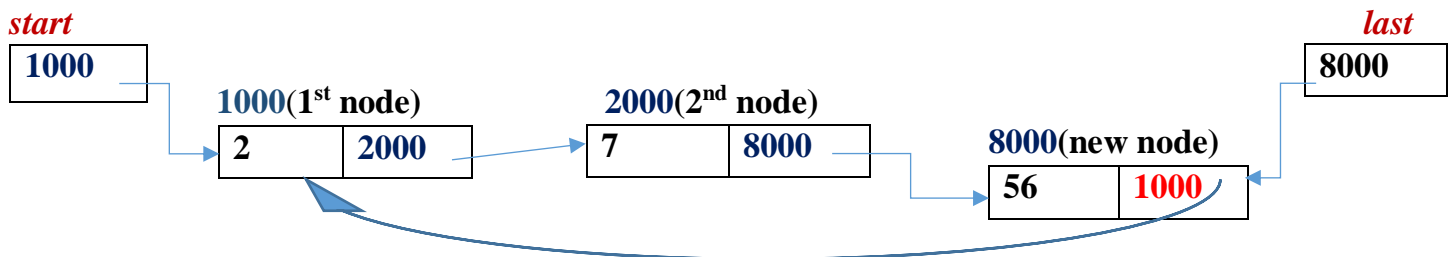 start last
1000 8000
1000(1st node) 2000(2nd node)
2 2000 7 8000
8000(new node)
56 1000